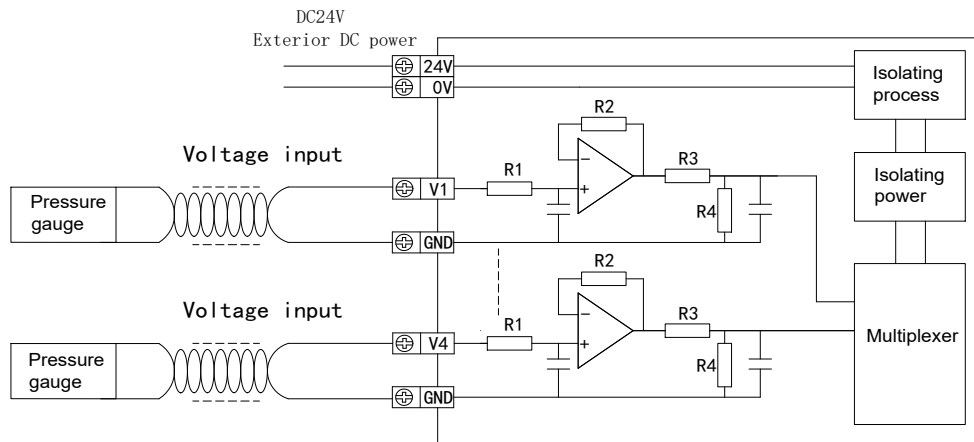 DC24V
Exterior DC power
24V
0V
Isolating
process
R2
Voltage input
R1
R3
Pressure
gauge
V1
R4
Isolating
power
GND
R2
Voltage input
R1
R3
Pressure
gauge
V4
R4
Multiplexer
GND